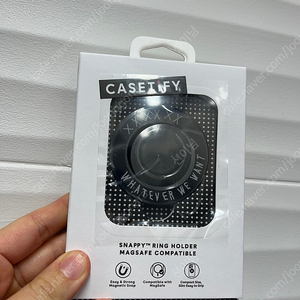 CASETiFY
XXXXXX
WHATEVER WE WANT
SNAPPY™ RING HOLDER
MAGSAFE COMPATIBLE
Easy & Strong Magnetic Snap
Compatible with MagSafe
Compact Size, Slim Easy to Grip